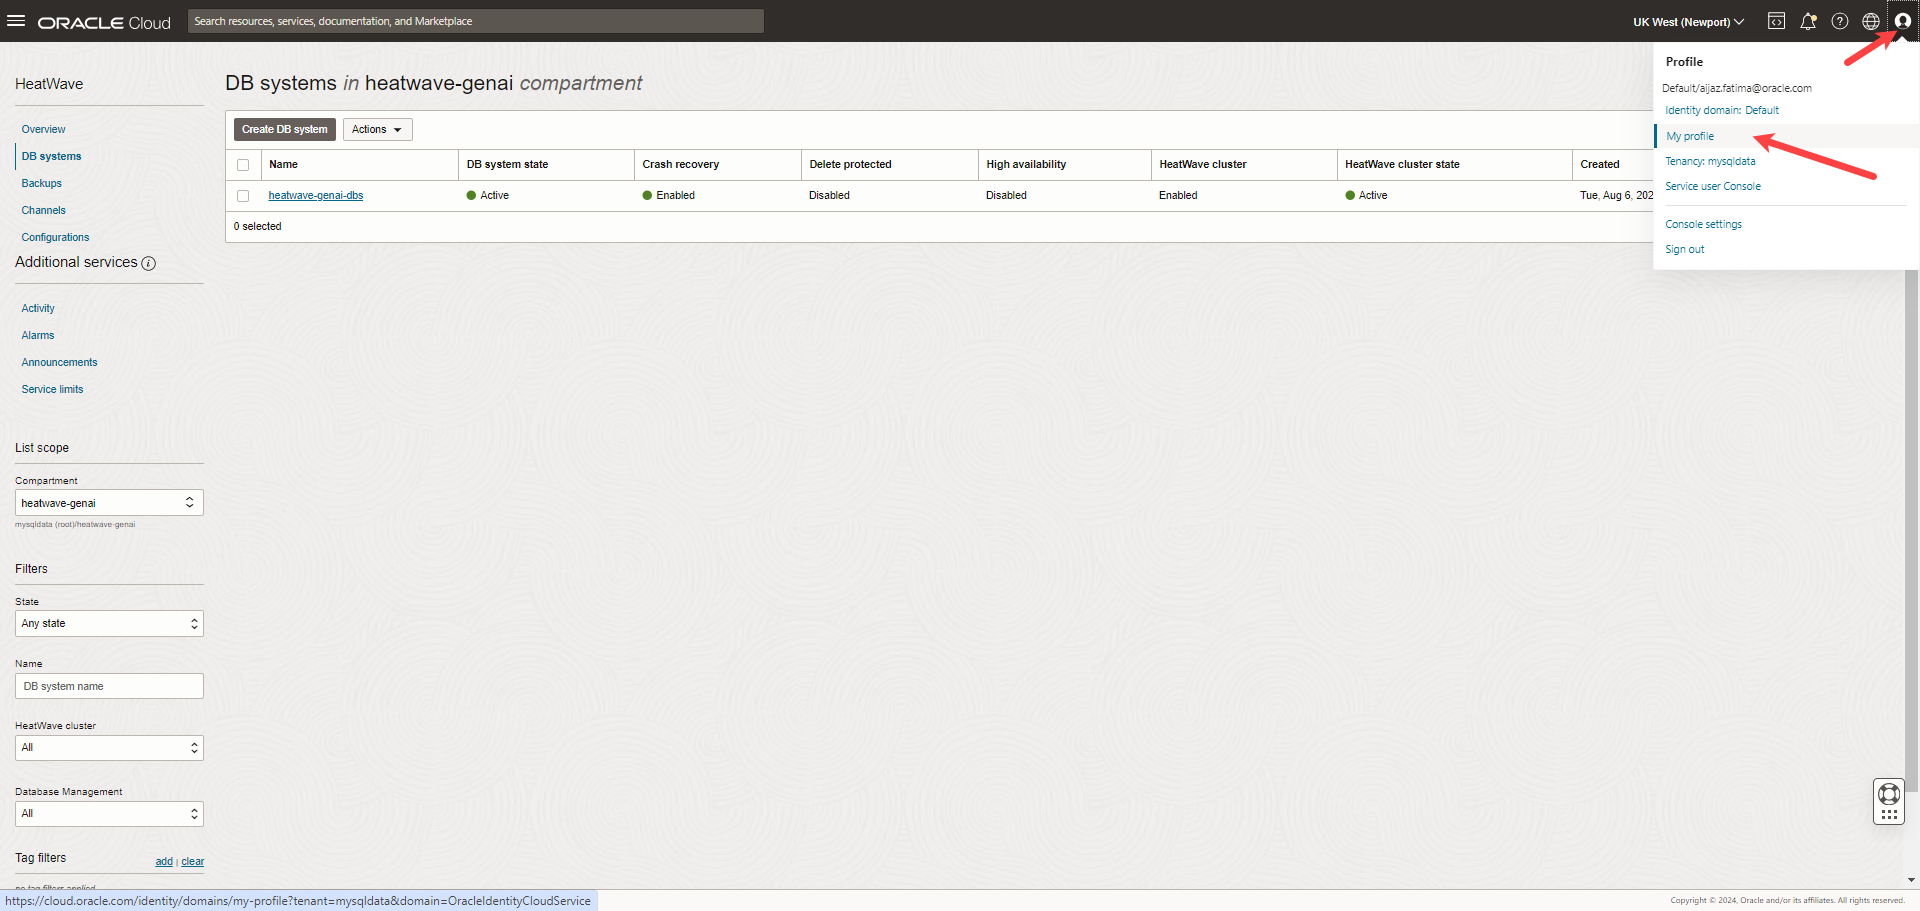 ORACLE Cloud
Search resources, services, documentation, and Marketplace
UK West (Newport)
Profile
Default/aijaz.fatima@oracle.com
Identity domain: Default
My profile
Tenancy: mysqldata
Service user Console
Console settings
Sign out
HeatWave
Overview
DB systems
Backups
Channels
Configurations
Additional services
Activity
Alarms
Announcements
Service limits
List scope
Compartment
heatwave-genai
mysqldata (root)/heatwave-genai
Filters
State
Any state
Name
DB system name
HeatWave cluster
All
Database Management
All
Tag filters add | clear
no tag filters applied
DB systems in heatwave-genai compartment
Create DB system Actions
Name DB system state Crash recovery Delete protected High availability HeatWave cluster HeatWave cluster state Created
heatwave-genai-dbs Active Enabled Disabled Disabled Enabled Active Tue, Aug 6, 202
0 selected
https://cloud.oracle.com/identity/domains/my-profile?tenant=mysqldata&domain=OracleIdentityCloudService
Copyright © 2024, Oracle and/or its affiliates. All rights reserved.